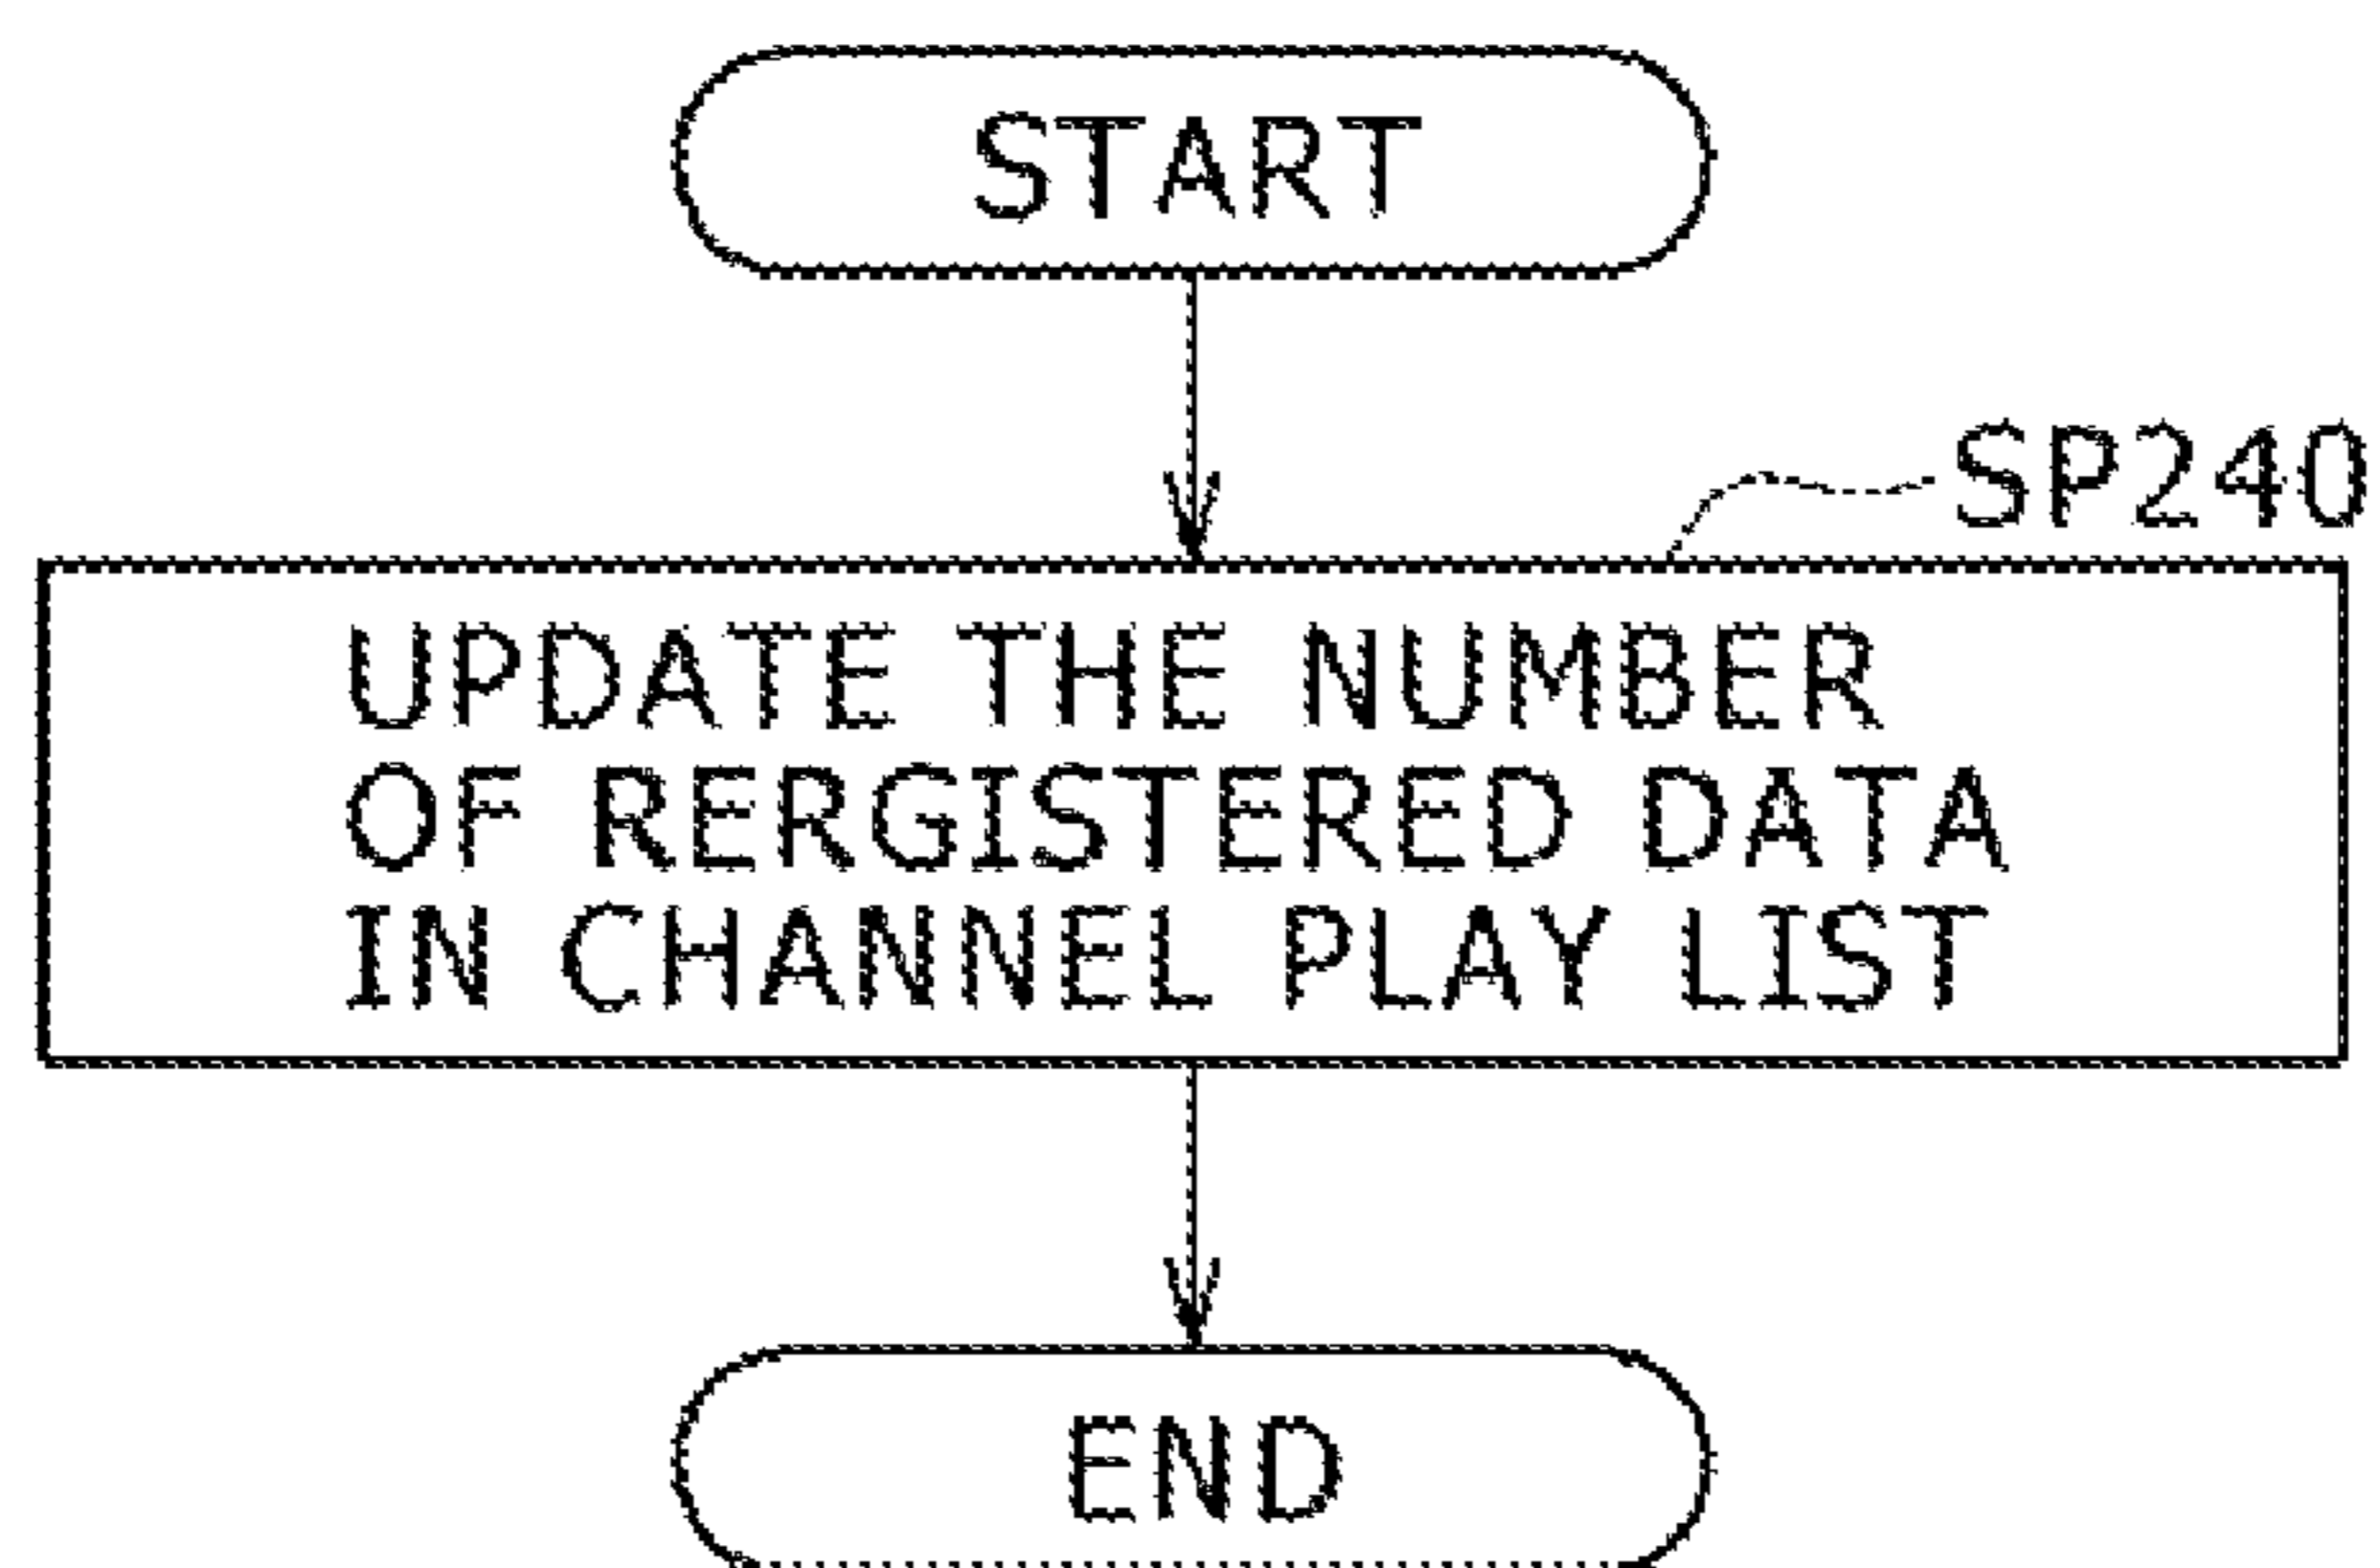 START
SP240
UPDATE THE NUMBER
OF RERGISTERED DATA
IN CHANNEL PLAY LIST
END